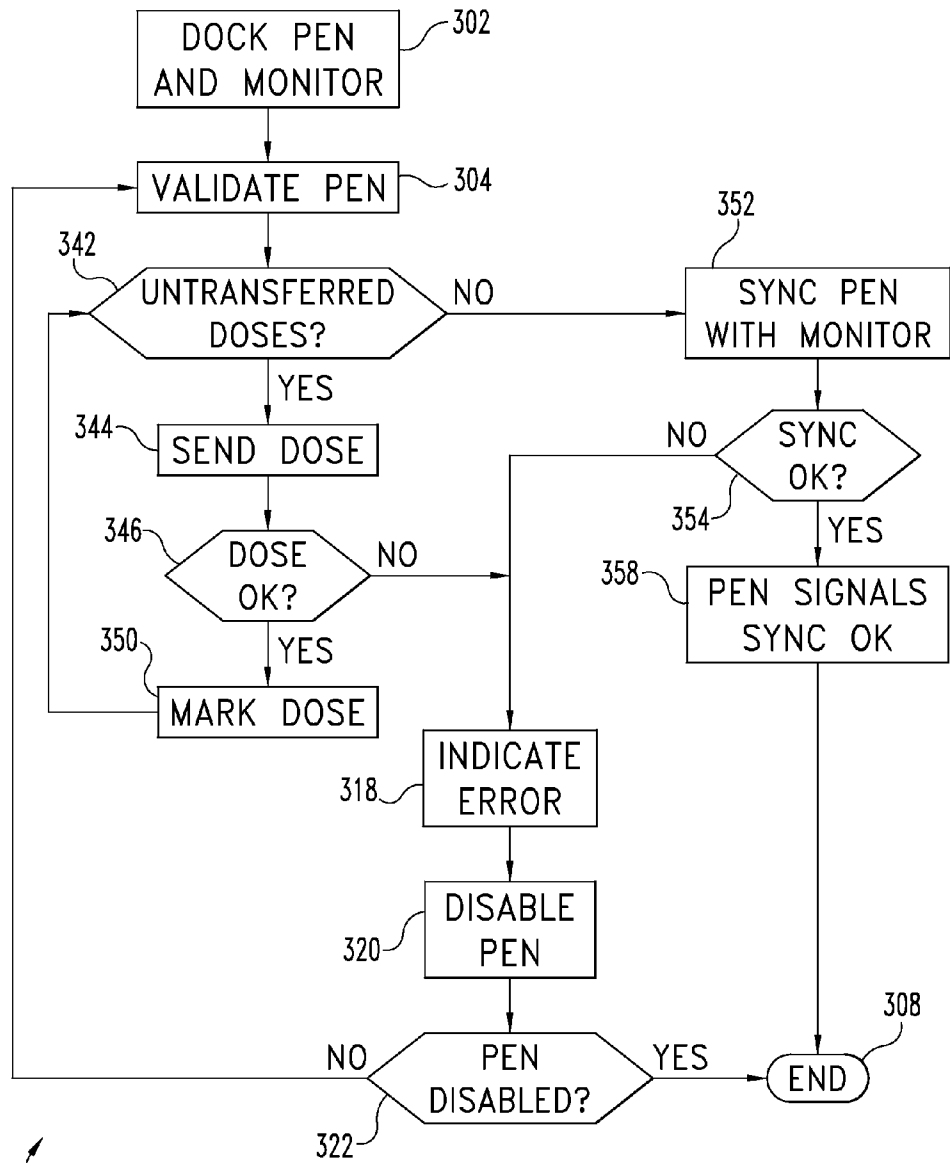 DOCK PEN
AND MONITOR
302
VALIDATE PEN
304
342
UNTRANSFERRED
DOSES?
NO
YES
352
SYNC PEN
WITH MONITOR
344
SEND DOSE
NO
SYNC
OK?
354
YES
346
DOSE
OK?
NO
YES
358
PEN SIGNALS
SYNC OK
350
MARK DOSE
INDICATE
ERROR
318
DISABLE
PEN
320
NO
PEN
DISABLED?
YES
322
308
END